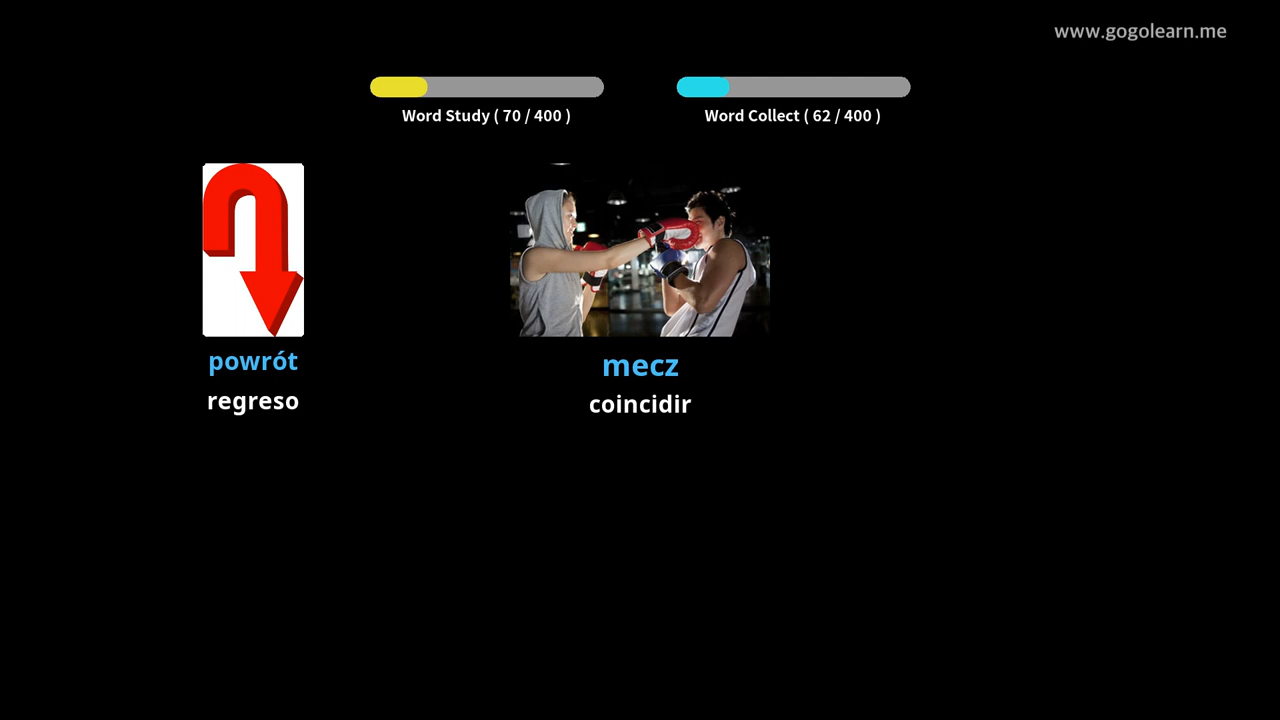 www.gogolearn.me
Word Study ( 70 / 400 )
Word Collect ( 62 / 400 )
powrót
regreso
mecz
coincidir